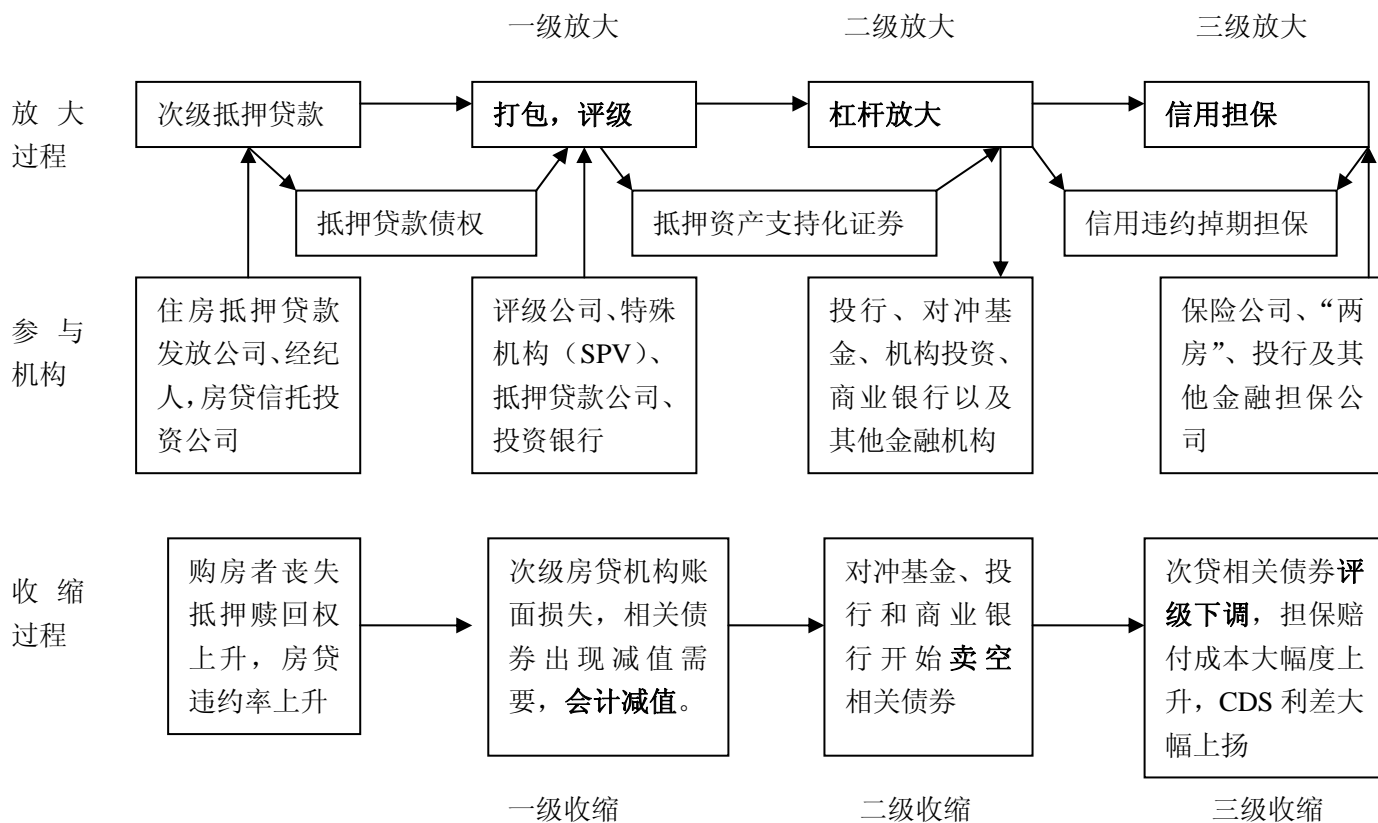 一级放大
二级放大
三级放大
放 大
过程
次级抵押贷款
打包，评级
杠杆放大
信用担保
抵押贷款债权
抵押资产支持化证券
信用违约掉期担保
参 与
机构
住房抵押贷款
发放公司、经纪
人，房贷信托投
资公司
评级公司、特殊
机构（SPV）、
抵押贷款公司、
投资银行
投行、对冲基
金、机构投资、
商业银行以及
其他金融机构
保险公司、“两
房”、投行及其
他金融担保公
司
收 缩
过程
购房者丧失
抵押赎回权
上升，房贷
违约率上升
次级房贷机构账
面损失，相关债
券出现减值需
要，会计减值。
对冲基金、投
行和商业银
行开始卖空
相关债券
次贷相关债券评
级下调，担保赔
付成本大幅度上
升，CDS 利差大
幅上扬
一级收缩
二级收缩
三级收缩